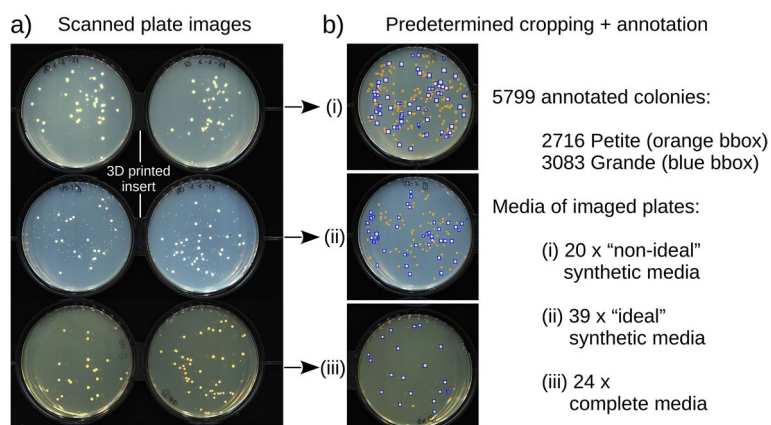 a) Scanned plate images
b) Predetermined cropping + annotation
(i)
5799 annotated colonies:
2716 Petite (orange bbox)
3083 Grande (blue bbox)
3D printed
insert
Media of imaged plates:
(ii)
(i) 20 x “non-ideal”
synthetic media
(ii) 39 x “ideal”
synthetic media
(iii)
(iii) 24 x
complete media